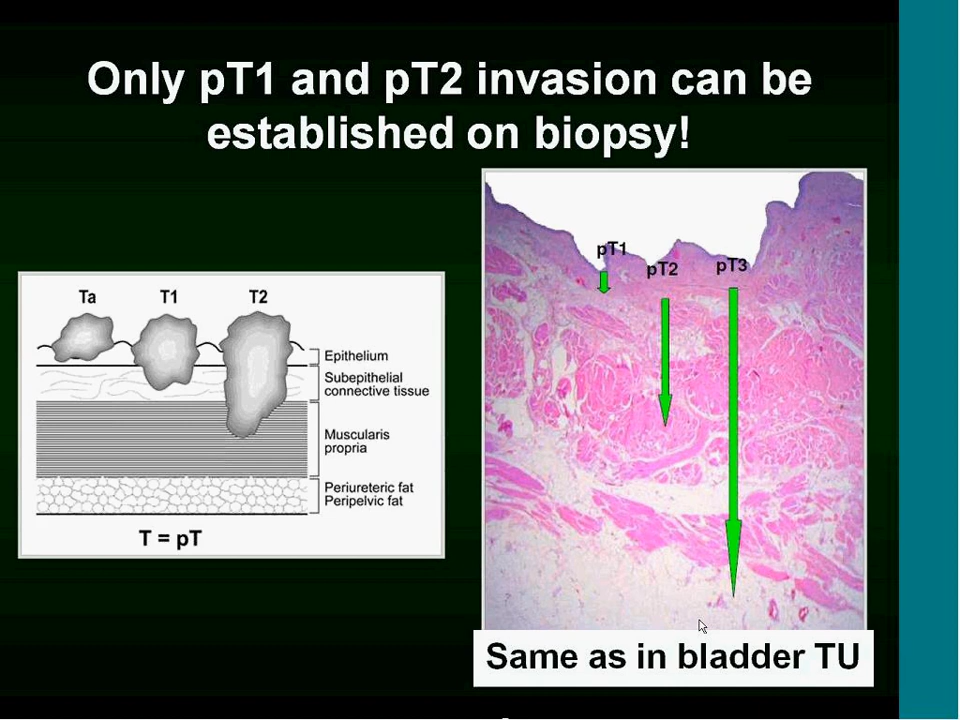 Only pT1 and pT2 invasion can be
established on biopsy!
Ta T1 T2
Epithelium
Subepithelial
connective tissue
Muscularis
propria
Periureteric fat
Peripelvic fat
T = pT
pT1
pT2
pT3
Same as in bladder TU